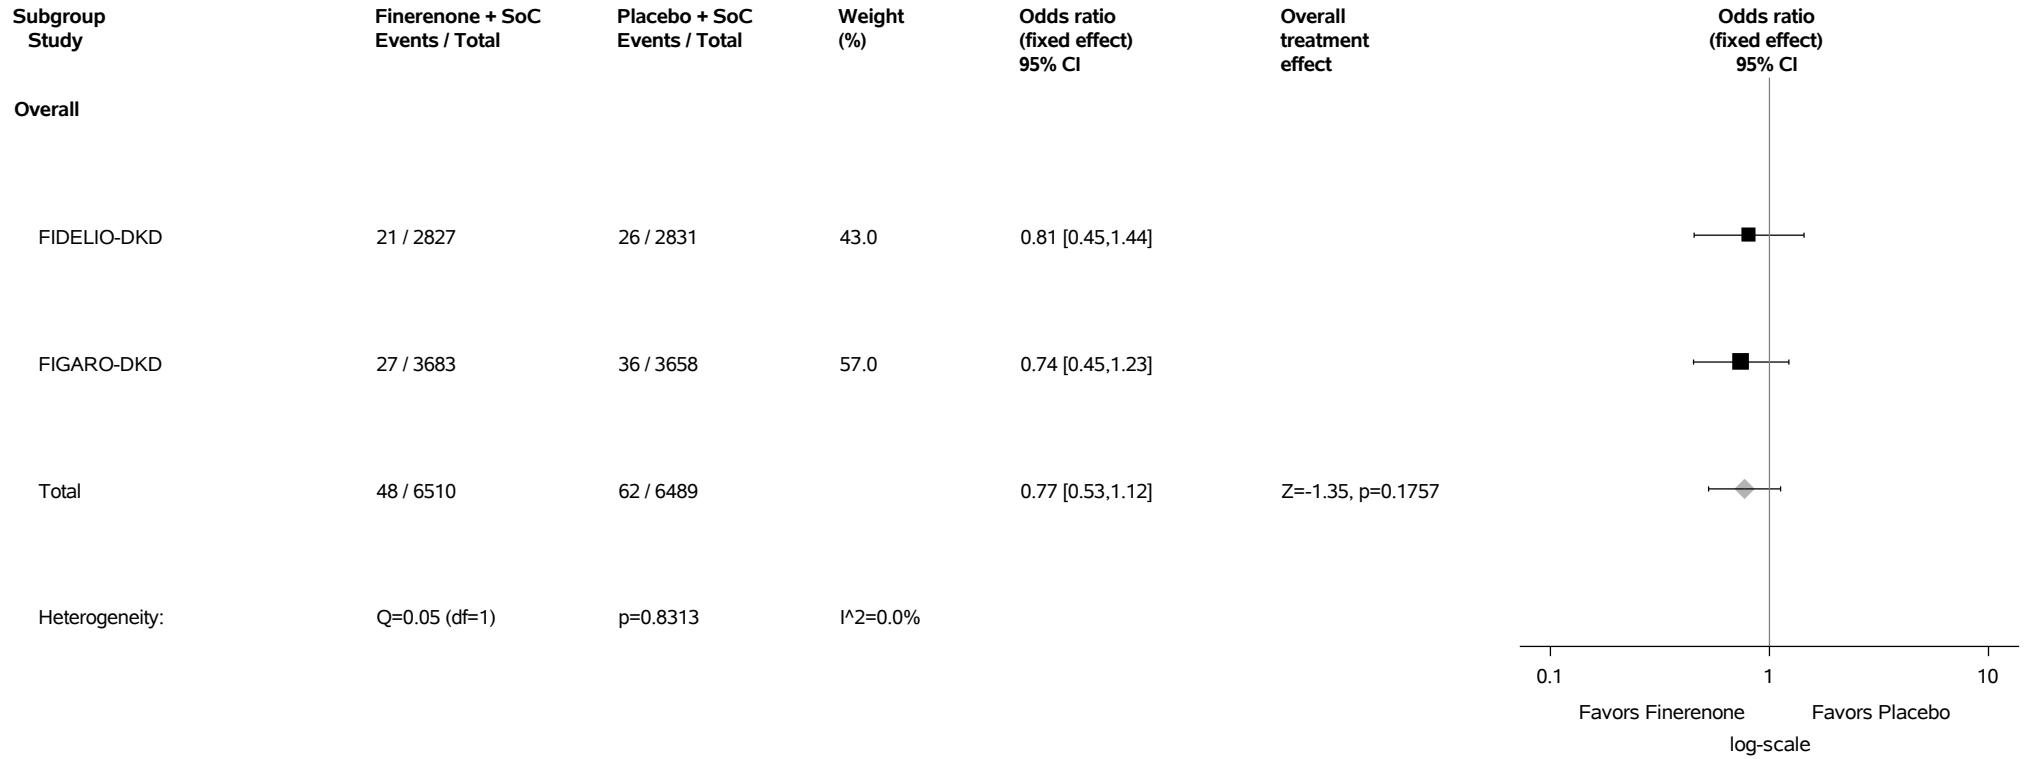 Subgroup Finerenone + SoC Placebo + SoC Weight Odds ratio Overall Odds ratio
Study Events / Total Events / Total (%) (fixed effect) treatment (fixed effect)
95% CI effect 95% CI
Overall
FIDELIO-DKD 21 / 2827 26 / 2831 43.0 0.81 [0.45,1.44]
FIGARO-DKD 27 / 3683 36 / 3658 57.0 0.74 [0.45,1.23]
Total 48 / 6510 62 / 6489 0.77 [0.53,1.12] Z=-1.35, p=0.1757
Heterogeneity: Q=0.05 (df=1) p=0.8313 I^2=0.0%
0.1 1 10
Favors Finerenone Favors Placebo
log-scale